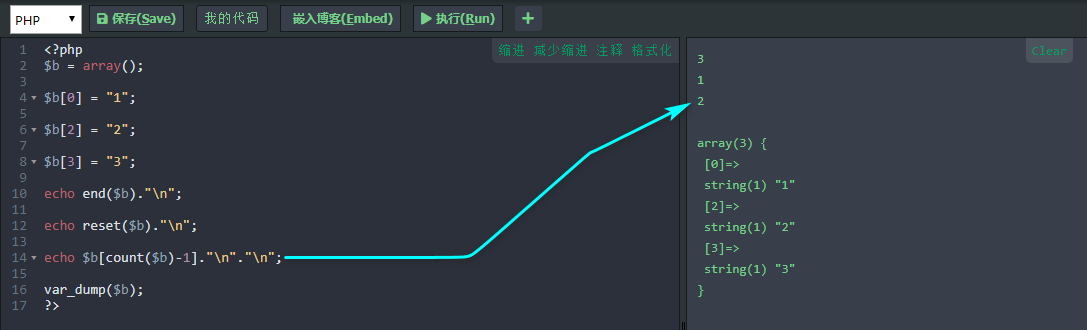 PHP 保存(Save) 我的代码 嵌入博客(Embed) 执行(Run) +
缩进 减少缩进 注释 格式化
1 <?php
2 $b = array();
3
4 $b[0] = "1";
5
6 $b[2] = "2";
7
8 $b[3] = "3";
9
10 echo end($b)."\n";
11
12 echo reset($b)."\n";
13
14 echo $b[count($b)-1]."\n"."\n";
15
16 var_dump($b);
17 ?>
Clear
3
1
2
array(3) {
[0]=>
string(1) "1"
[2]=>
string(1) "2"
[3]=>
string(1) "3"
}